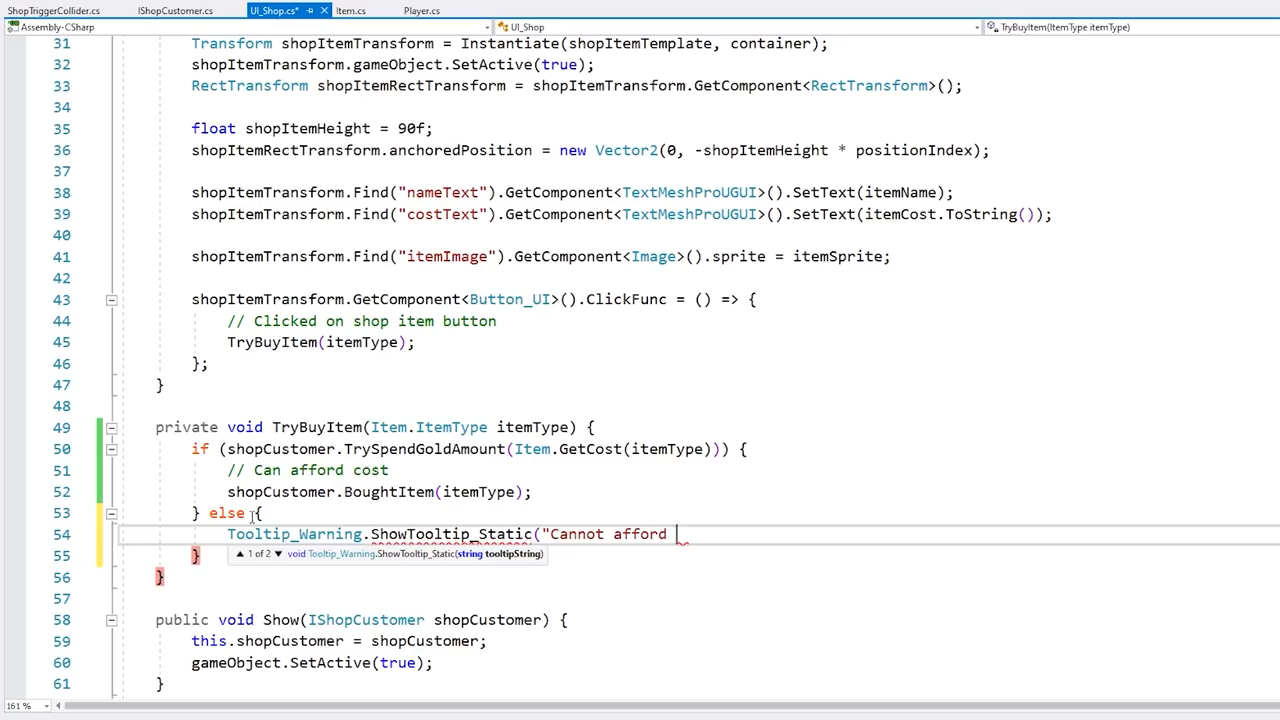 ShopTriggerCollider.cs IShopCustomer.cs UI_Shop.cs* Item.cs Player.cs
Assembly-CSharp UI_Shop TryBuyItem(ItemType itemType)
31 Transform shopItemTransform = Instantiate(shopItemTemplate, container);
32 shopItemTransform.gameObject.SetActive(true);
33 RectTransform shopItemRectTransform = shopItemTransform.GetComponent<RectTransform>();
34
35 float shopItemHeight = 90f;
36 shopItemRectTransform.anchoredPosition = new Vector2(0, -shopItemHeight * positionIndex);
37
38 shopItemTransform.Find("nameText").GetComponent<TextMeshProUGUI>().SetText(itemName);
39 shopItemTransform.Find("costText").GetComponent<TextMeshProUGUI>().SetText(itemCost.ToString());
40
41 shopItemTransform.Find("itemImage").GetComponent<Image>().sprite = itemSprite;
42
43 shopItemTransform.GetComponent<Button_UI>().ClickFunc = () => {
44 // Clicked on shop item button
45 TryBuyItem(itemType);
46 };
47 }
48
49 private void TryBuyItem(Item.ItemType itemType) {
50 if (shopCustomer.TrySpendGoldAmount(Item.GetCost(itemType))) {
51 // Can afford cost
52 shopCustomer.BoughtItem(itemType);
53 } else {
54 Tooltip_Warning.ShowTooltip_Static("Cannot afford
55 } ▲ 1 of 2 ▼ void Tooltip_Warning.ShowTooltip_Static(string tooltipString)
56 }
57
58 public void Show(IShopCustomer shopCustomer) {
59 this.shopCustomer = shopCustomer;
60 gameObject.SetActive(true);
61 }
161 %